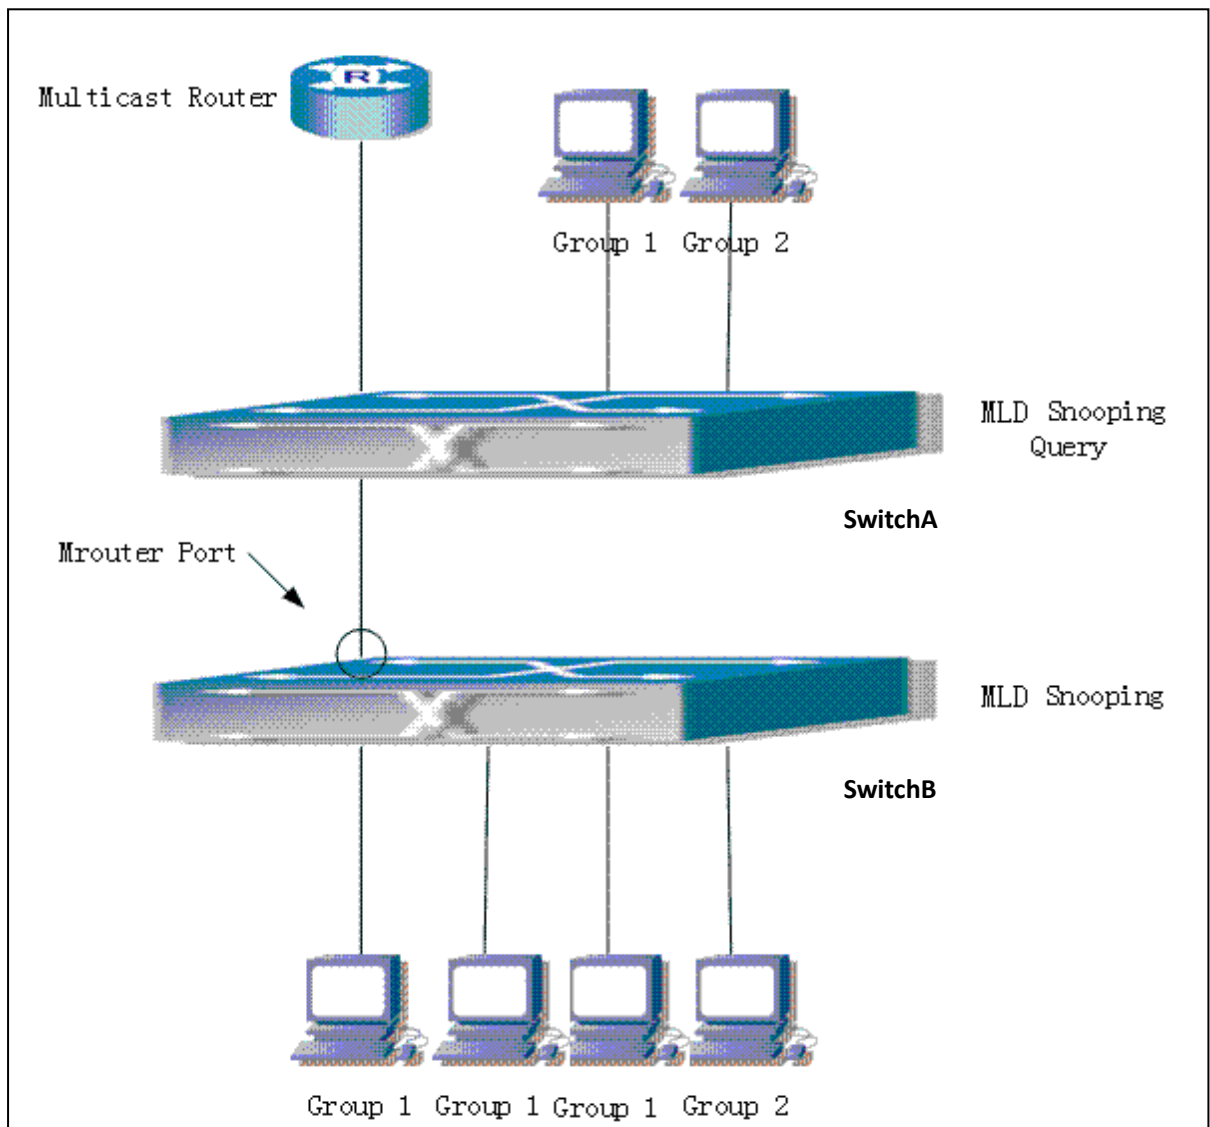 R
Multicast Router
Group 1 Group 2
MLD Snooping
Query
SwitchA
Mrouter Port
MLD Snooping
SwitchB
Group 1 Group 1 Group 1 Group 2